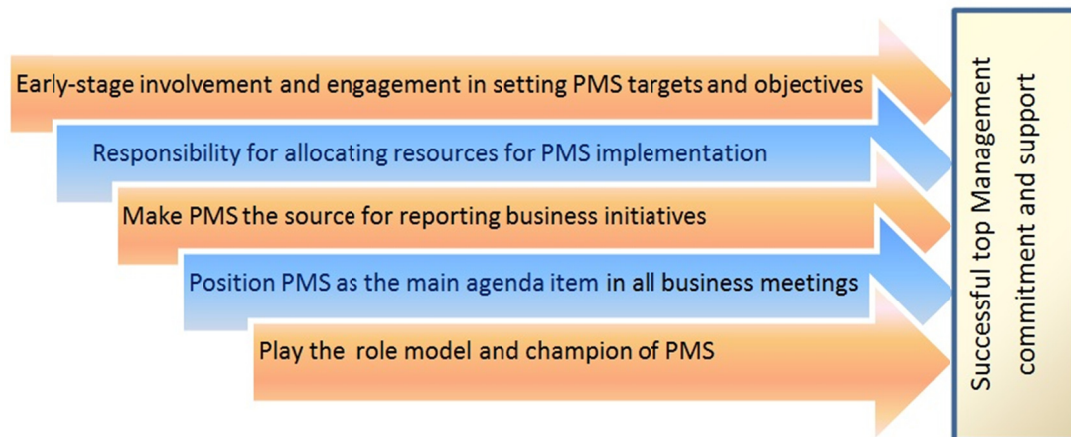 Early-stage involvement and engagement in setting PMS targets and objectives
Responsibility for allocating resources for PMS implementation
Make PMS the source for reporting business initiatives
Position PMS as the main agenda item in all business meetings
Play the role model and champion of PMS
Successful top Management
commitment and support